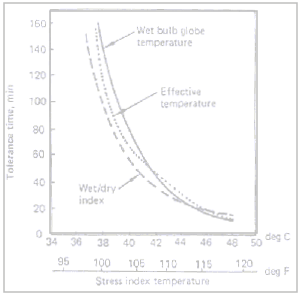 Tolerance time, min
160
140
120
100
80
60
40
20
0
Wet bulb globe
temperature
Effective
temperature
Wet/dry
index
34 36 38 40 42 44 46 48 50 deg C
95 100 105 110 115 120 deg F
Stress index temperature